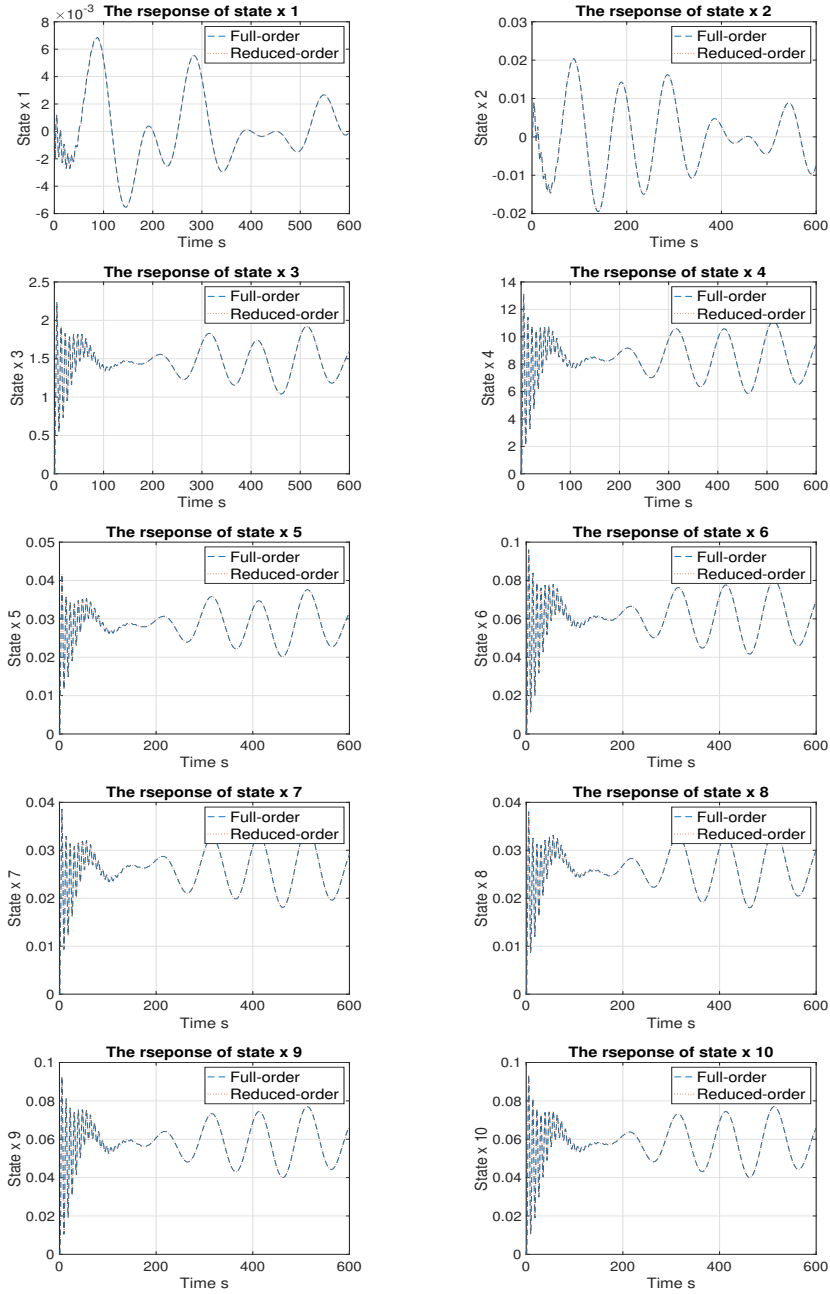 The rseponse of state x 1
×10⁻³
8
6
4
2
0
-2
-4
-6
State x 1
Full-order
Reduced-order
0 100 200 300 400 500 600
Time s
The rseponse of state x 2
0.03
0.02
0.01
0
-0.01
-0.02
State x 2
Full-order
Reduced-order
0 200 400 600
Time s
The rseponse of state x 3
2.5
2
1.5
1
0.5
0
State x 3
Full-order
Reduced-order
0 100 200 300 400 500 600
Time s
The rseponse of state x 4
14
12
10
8
6
4
2
0
State x 4
Full-order
Reduced-order
0 100 200 300 400 500 600
Time s
The rseponse of state x 5
0.05
0.04
0.03
0.02
0.01
0
State x 5
Full-order
Reduced-order
0 200 400 600
Time s
The rseponse of state x 6
0.1
0.08
0.06
0.04
0.02
0
State x 6
Full-order
Reduced-order
0 200 400 600
Time s
The rseponse of state x 7
0.04
0.03
0.02
0.01
0
State x 7
Full-order
Reduced-order
0 200 400 600
Time s
The rseponse of state x 8
0.04
0.03
0.02
0.01
0
State x 8
Full-order
Reduced-order
0 200 400 600
Time s
The rseponse of state x 9
0.1
0.08
0.06
0.04
0.02
0
State x 9
Full-order
Reduced-order
0 200 400 600
Time s
The rseponse of state x 10
0.1
0.08
0.06
0.04
0.02
0
State x 10
Full-order
Reduced-order
0 200 400 600
Time s